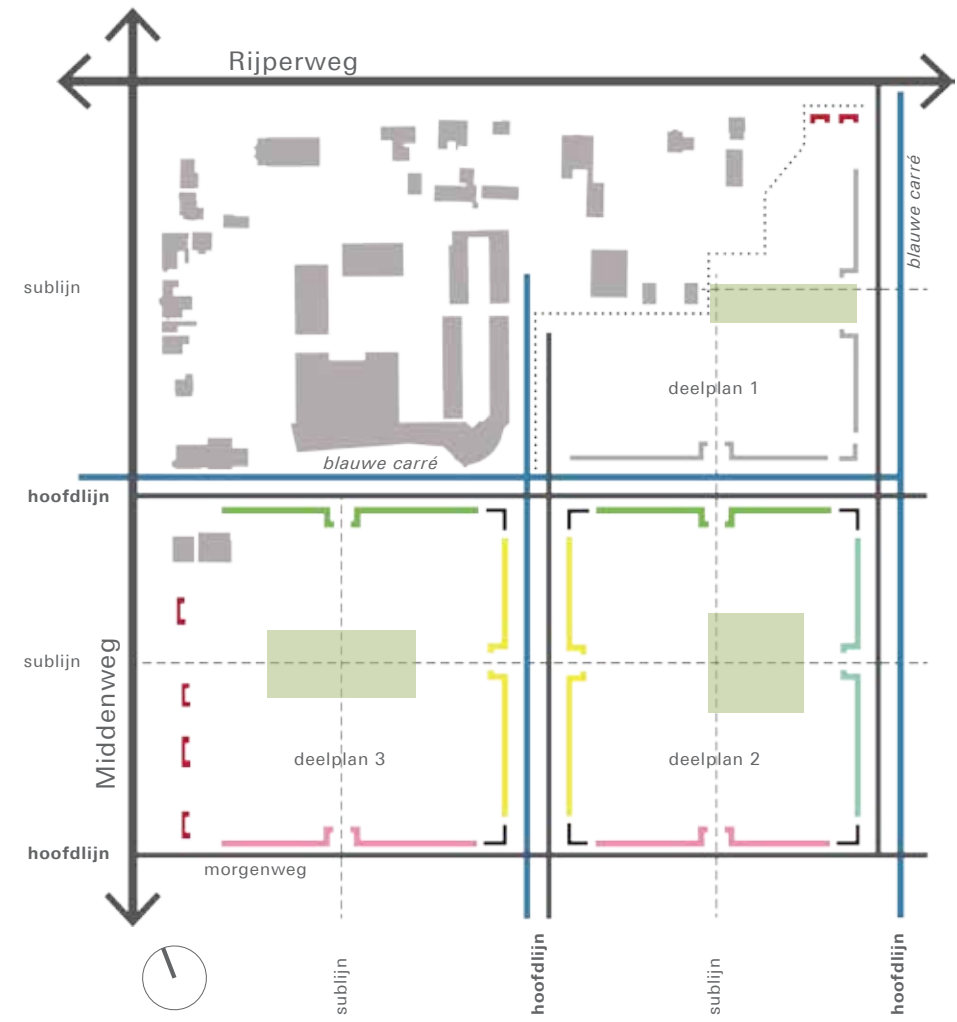 Rijperweg
blauwe carré
sublijn
deelplan 1
blauwe carré
hoofdlijn
sublijn
Middenweg
deelplan 3
deelplan 2
hoofdlijn
morgenweg
sublijn
hoofdlijn
sublijn
hoofdlijn